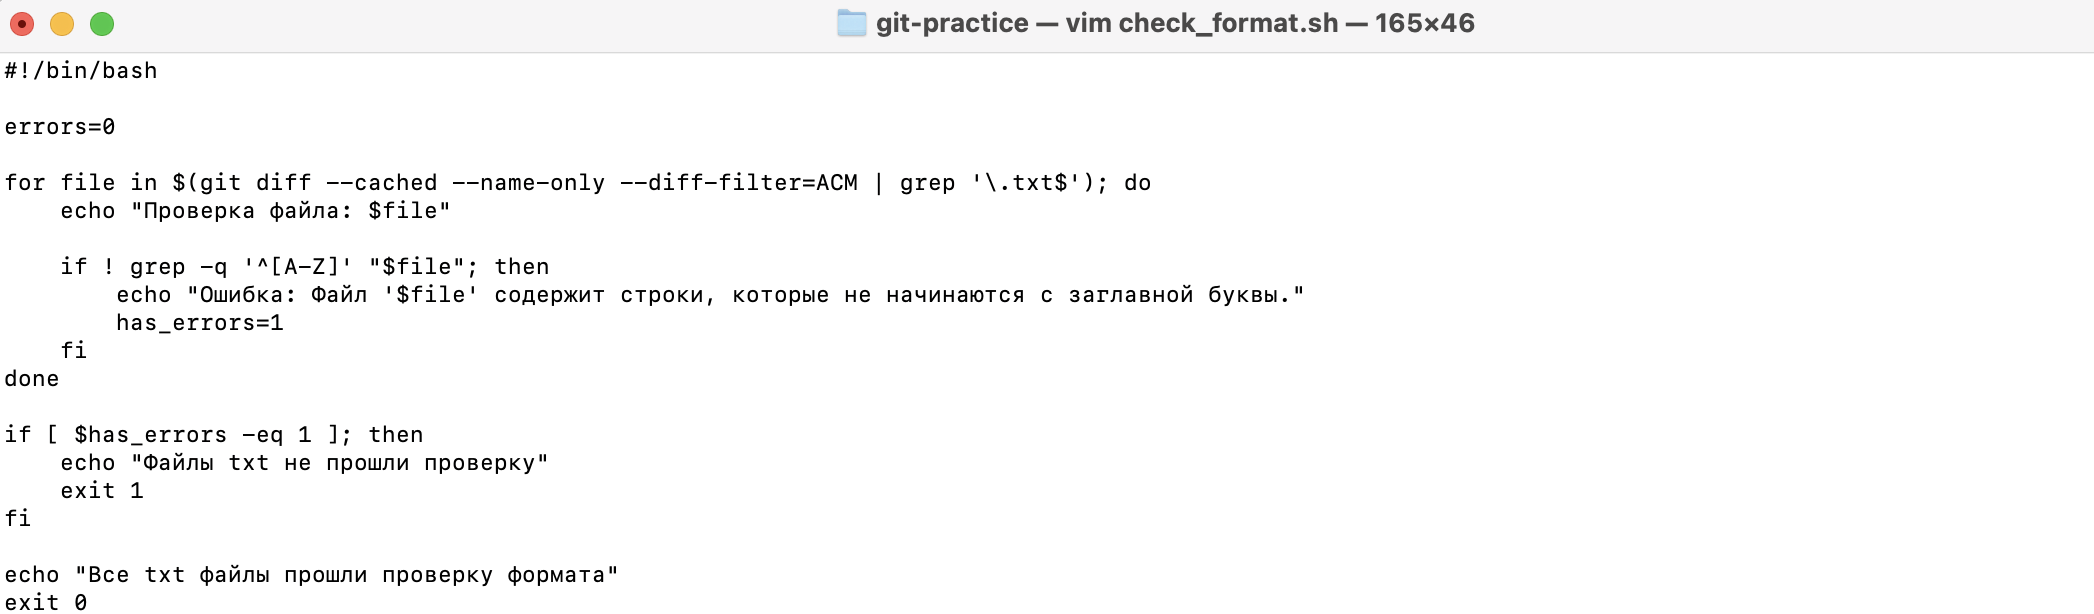 git-practice — vim check_format.sh — 165×46
#!/bin/bash
errors=0
for file in $(git diff --cached --name-only --diff-filter=ACM | grep '\.txt$'); do
    echo "Проверка файла: $file"
    if ! grep -q '^[A-Z]' "$file"; then
        echo "Ошибка: Файл '$file' содержит строки, которые не начинаются с заглавной буквы."
        has_errors=1
    fi
done
if [ $has_errors -eq 1 ]; then
    echo "Файлы txt не прошли проверку"
    exit 1
fi
echo "Все txt файлы прошли проверку формата"
exit 0